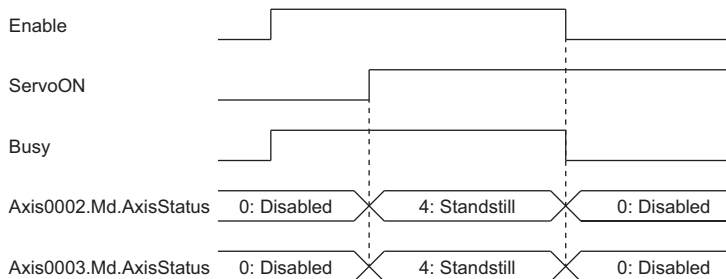 Enable
ServoON
Busy
Axis0002.Md.AxisStatus 0: Disabled 4: Standstill 0: Disabled
Axis0003.Md.AxisStatus 0: Disabled 4: Standstill 0: Disabled